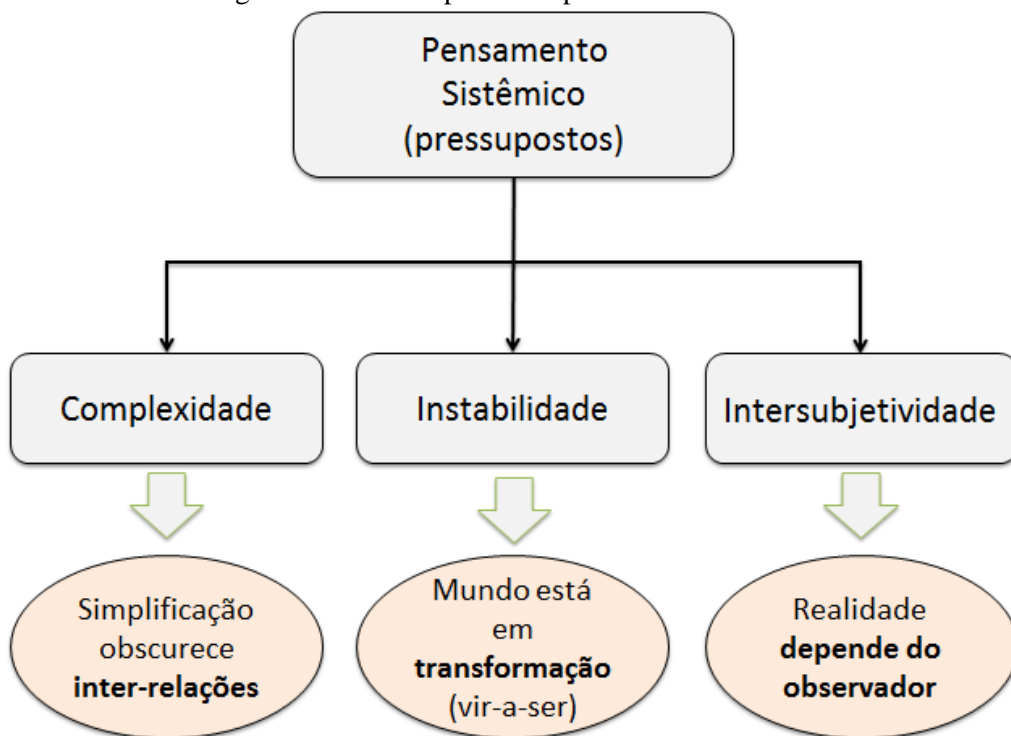 Pensamento
Sistêmico
(pressupostos)
Complexidade
Instabilidade
Intersubjetividade
Simplificação
obscurece
inter-relações
Mundo está
em
transformação
(vir-a-ser)
Realidade
depende do
observador